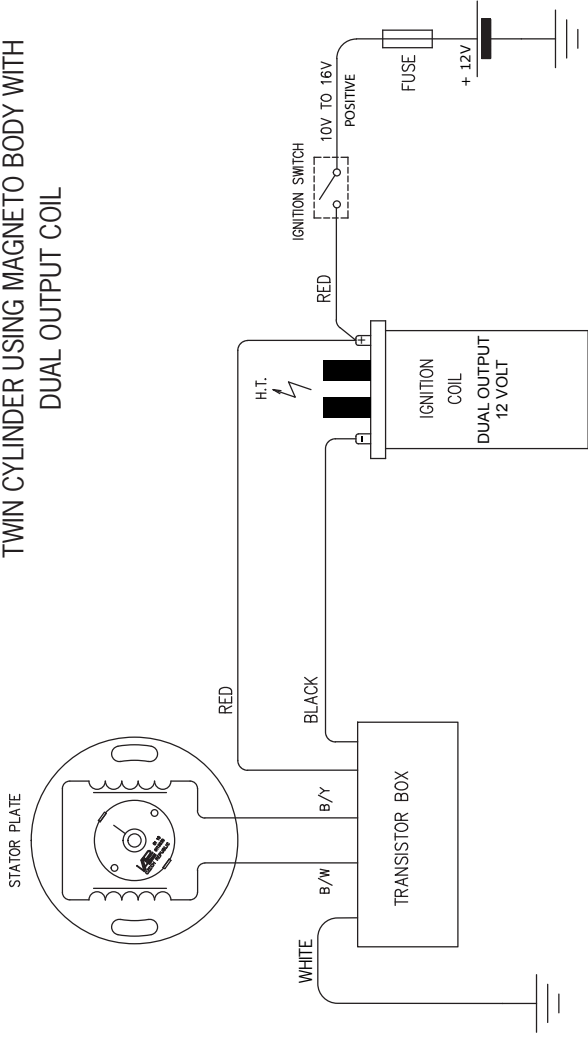 TWIN CYLINDER USING MAGNETO BODY WITH
DUAL OUTPUT COIL
STATOR PLATE
RED
BLACK
B/Y
B/W
WHITE
TRANSISTOR BOX
H.T.
+
-
IGNITION
COIL
DUAL OUTPUT
12 VOLT
RED
IGNITION SWITCH
10V TO 16V
POSITIVE
FUSE
+ 12V